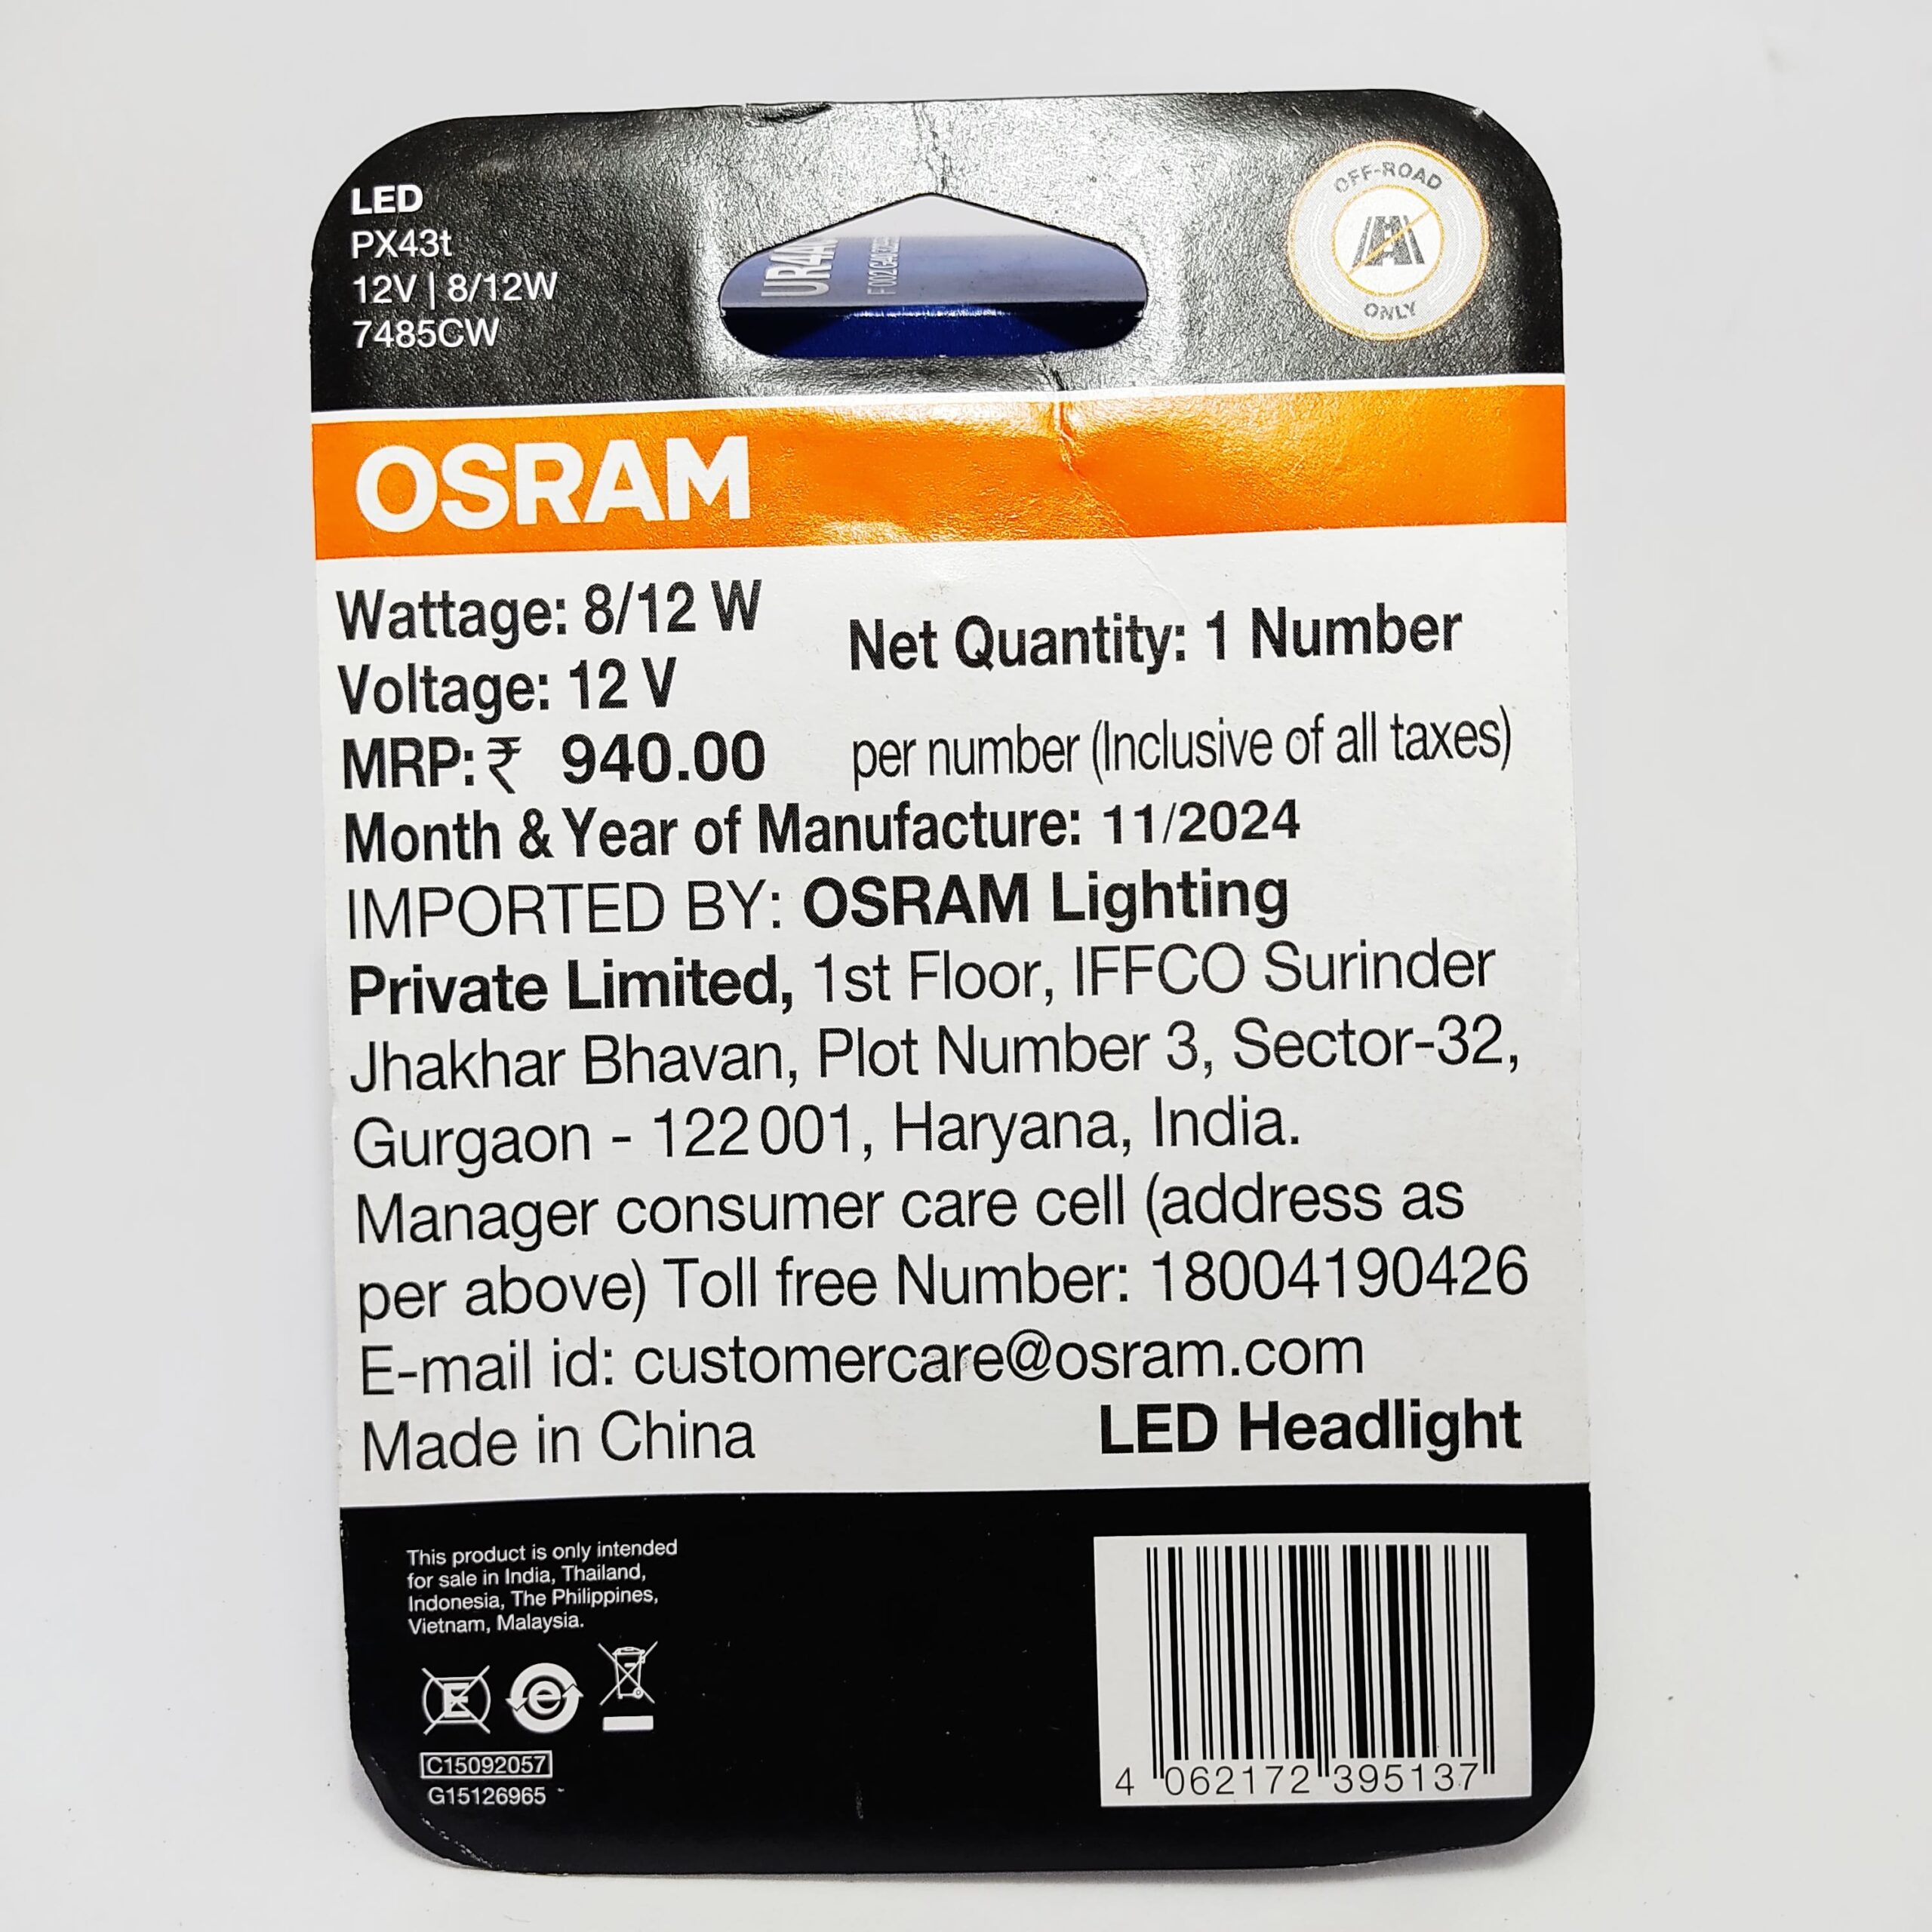 LED
PX43t
12V | 8/12W
7485CW
OFF-ROAD
ONLY
OSRAM
Wattage: 8/12 W
Net Quantity: 1 Number
Voltage: 12 V
MRP: ₹ 940.00 per number (Inclusive of all taxes)
Month & Year of Manufacture: 11/2024
IMPORTED BY: OSRAM Lighting
Private Limited, 1st Floor, IFFCO Surinder
Jhakhar Bhavan, Plot Number 3, Sector-32,
Gurgaon - 122 001, Haryana, India.
Manager consumer care cell (address as
per above) Toll free Number: 18004190426
E-mail id: customercare@osram.com
Made in China
LED Headlight
This product is only intended
for sale in India, Thailand,
Indonesia, The Philippines,
Vietnam, Malaysia.
E
e
C15092057
G15126965
4 062172 395137